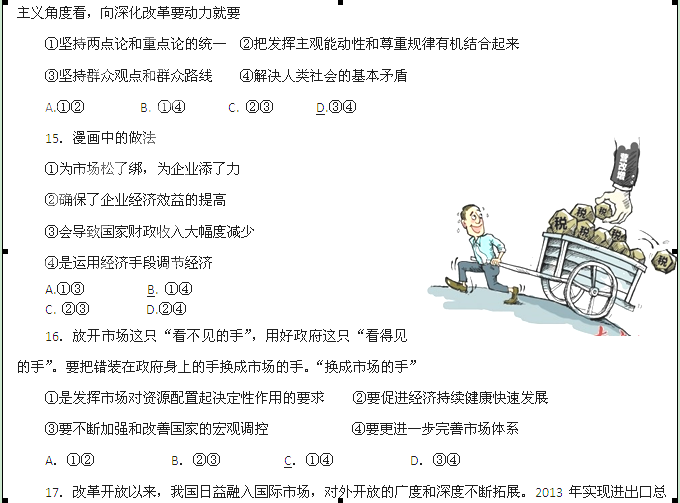 主义角度看，向深化改革要动力就要
①坚持两点论和重点论的统一 ②把发挥主观能动性和尊重规律有机结合起来
③坚持群众观点和群众路线 ④解决人类社会的基本矛盾
A.①② B. ①④ C. ②③ D.③④
15. 漫画中的做法
①为市场松了绑，为企业添了力
②确保了企业经济效益的提高
③会导致国家财政收入大幅度减少
④是运用经济手段调节经济
A.①③ B. ①④
C. ②③ D.②④
税
税
税
税
税
16. 放开市场这只“看不见的手”，用好政府这只“看得见
的手”。要把错装在政府身上的手换成市场的手。“换成市场的手”
①是发挥市场对资源配置起决定性作用的要求 ②要促进经济持续健康快速发展
③要不断加强和改善国家的宏观调控 ④要更进一步完善市场体系
A. ①② B. ②③ C. ①④ D. ③④
17. 改革开放以来，我国日益融入国际市场，对外开放的广度和深度不断拓展。2013 年实现进出口总